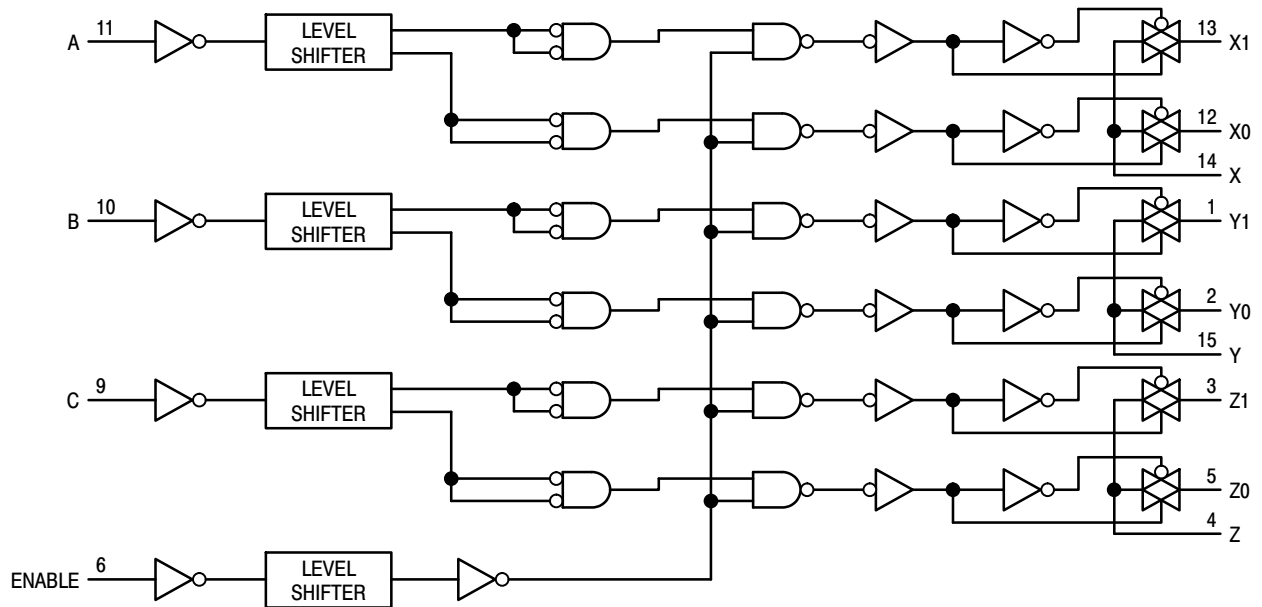 A 11 LEVEL SHIFTER 13 X1
12 X0
14 X
B 10 LEVEL SHIFTER 1 Y1
2 Y0
15 Y
C 9 LEVEL SHIFTER 3 Z1
5 Z0
4 Z
ENABLE 6 LEVEL SHIFTER